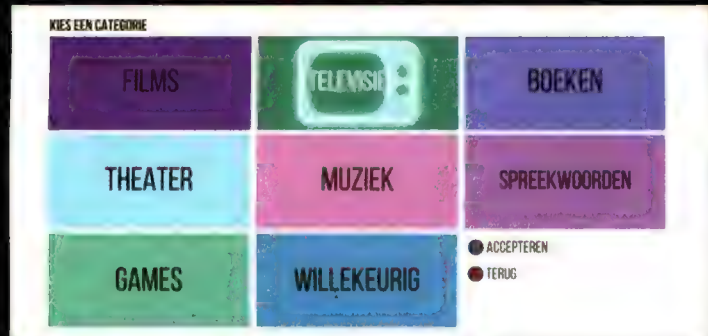 KIES EEN CATEGORIE
FILMS
TELEVISIE
BOEKEN
THEATER
MUZIEK
SPREEKWOORDEN
GAMES
WILLEKEURIG
ACCEPTEREN
TERUG